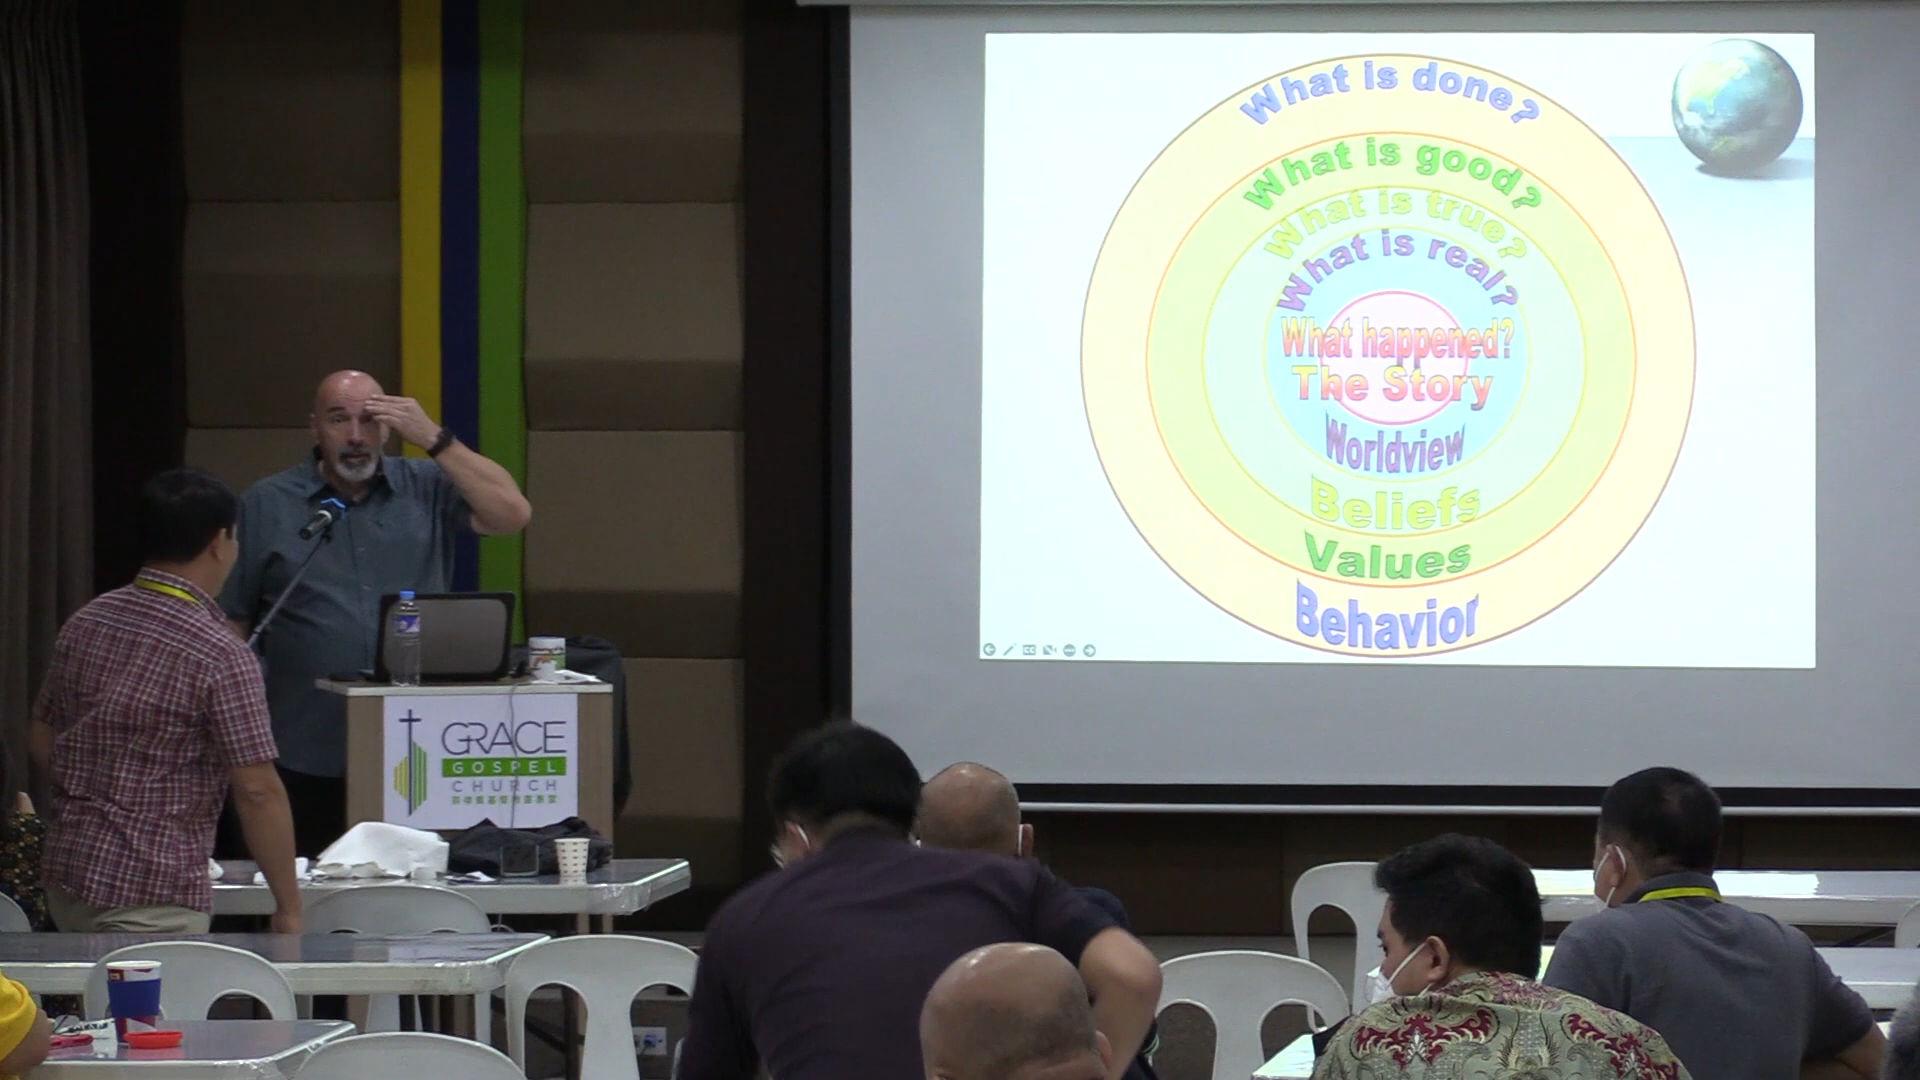 What is done?
What is good?
What is true?
What is real?
What happened?
The Story
Worldview
Beliefs
Values
Behavior
GRACE
GOSPEL
CHURCH